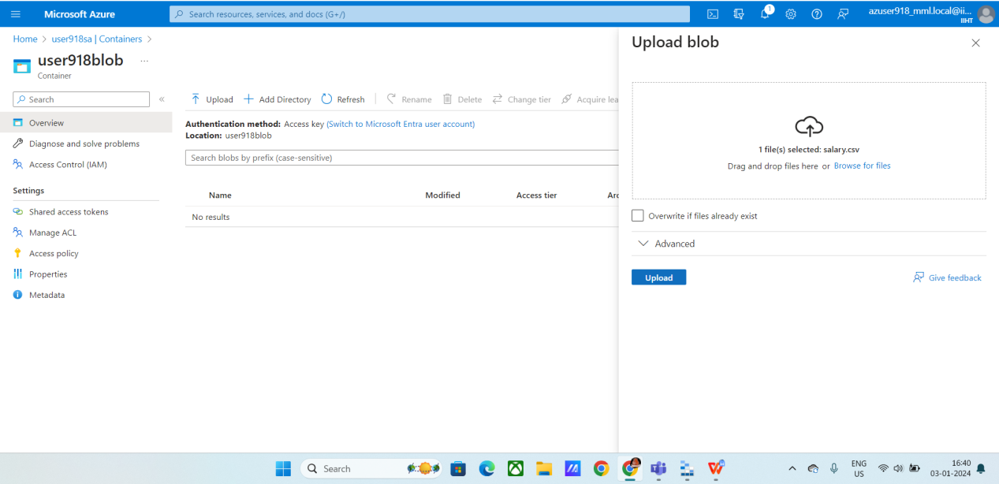 Microsoft Azure
Search resources, services, and docs (G+/)
1
azuser918_mml.local@ii...
IIHT
Home > user918sa | Containers >
user918blob ...
Container
Search «
Overview
Diagnose and solve problems
Access Control (IAM)
Settings
Shared access tokens
Manage ACL
Access policy
Properties
Metadata
Upload Add Directory Refresh Rename Delete Change tier Acquire lea
Authentication method: Access key (Switch to Microsoft Entra user account)
Location: user918blob
Search blobs by prefix (case-sensitive)
Name Modified Access tier Arc
No results
Upload blob
1 file(s) selected: salary.csv
Drag and drop files here or Browse for files
Overwrite if files already exist
Advanced
Upload
Give feedback
Search
ENG
US
16:40
03-01-2024